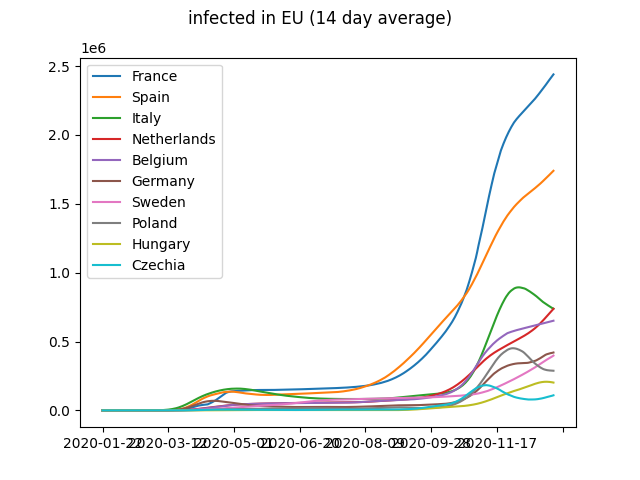 infected in EU (14 day average)
1e6
2.5
2.0
1.5
1.0
0.5
0.0
France
Spain
Italy
Netherlands
Belgium
Germany
Sweden
Poland
Hungary
Czechia
2020-01-22 2020-03-12 2020-05-01 2020-06-20 2020-08-09 2020-09-28 2020-11-17